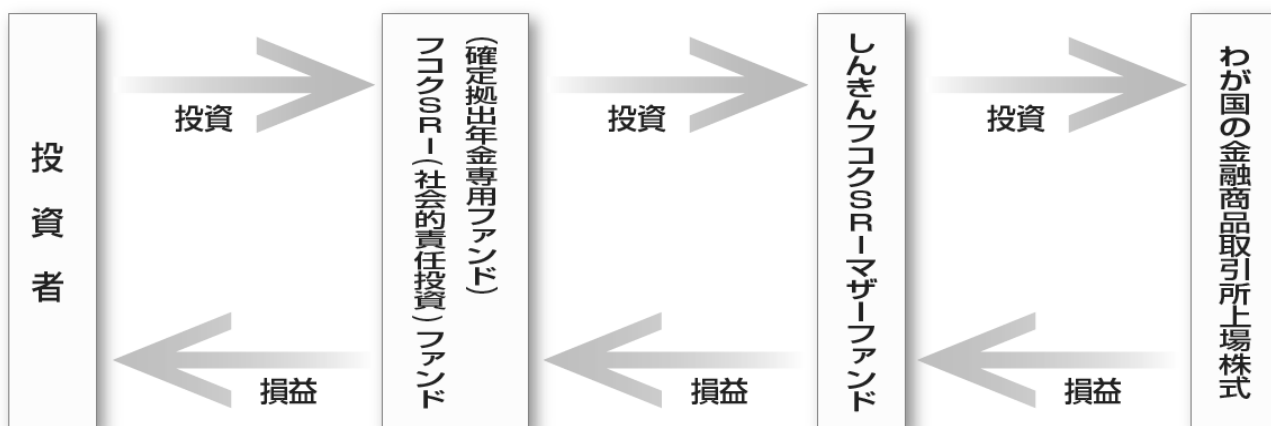 投資者
投資
損益
フコクSRI(社会的責任投資)ファンド
(確定拠出年金専用ファンド)
投資
損益
しんきんフコクSRIマザーファンド
投資
損益
わが国の金融商品取引所上場株式